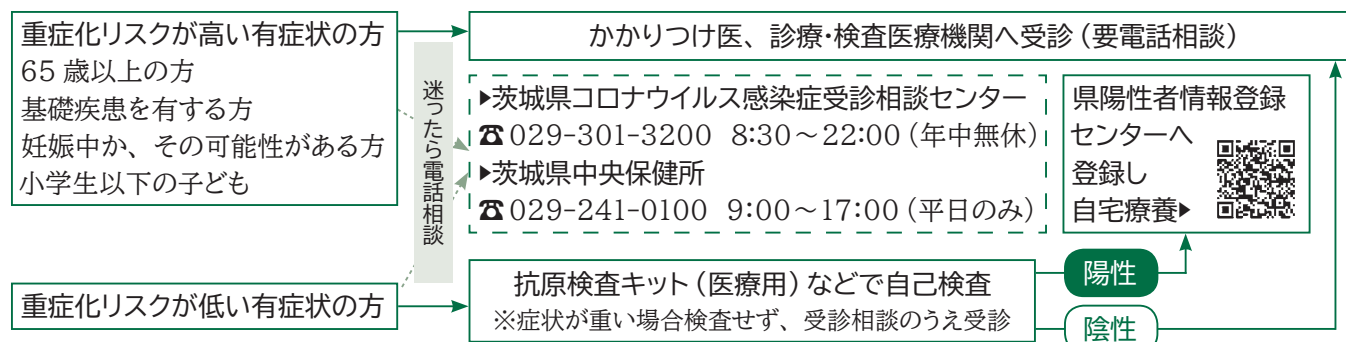 重症化リスクが高い有症状の方
65歳以上の方
基礎疾患を有する方
妊娠中か、その可能性がある方
小学生以下の子ども
かかりつけ医、診療・検査医療機関へ受診（要電話相談）
迷ったら電話相談
▶茨城県コロナウイルス感染症受診相談センター
☎029-301-3200 8:30～22:00（年中無休）
▶茨城県中央保健所
☎029-241-0100 9:00～17:00（平日のみ）
県陽性者情報登録
センターへ
登録し
自宅療養▶
重症化リスクが低い有症状の方
抗原検査キット（医療用）などで自己検査
※症状が重い場合検査せず、受診相談のうえ受診
陽性
陰性